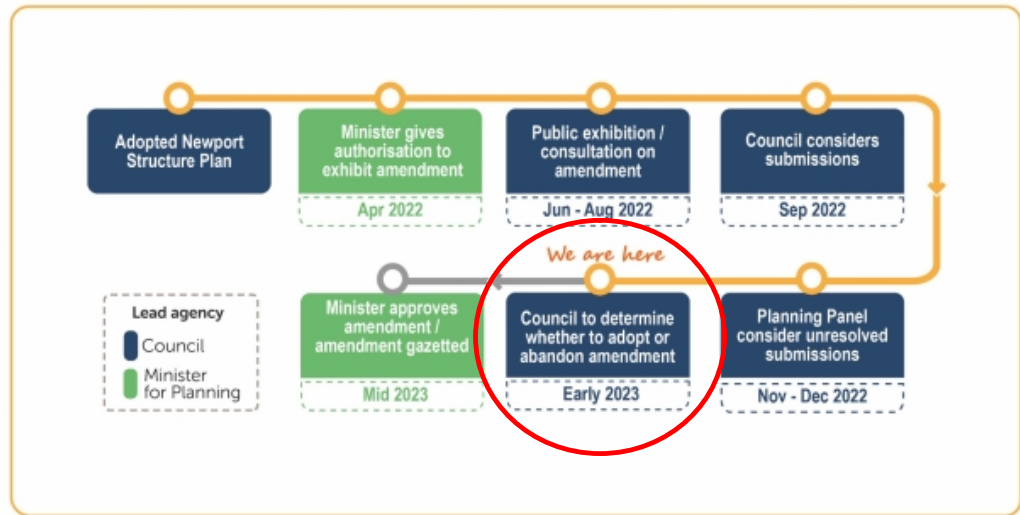 Adopted Newport
Structure Plan
Minister gives
authorisation to
exhibit amendment
Apr 2022
Public exhibition /
consultation on
amendment
Jun - Aug 2022
Council considers
submissions
Sep 2022
We are here
Lead agency
Council
Minister
for Planning
Minister approves
amendment /
amendment gazetted
Mid 2023
Council to determine
whether to adopt or
abandon amendment
Early 2023
Planning Panel
consider unresolved
submissions
Nov - Dec 2022